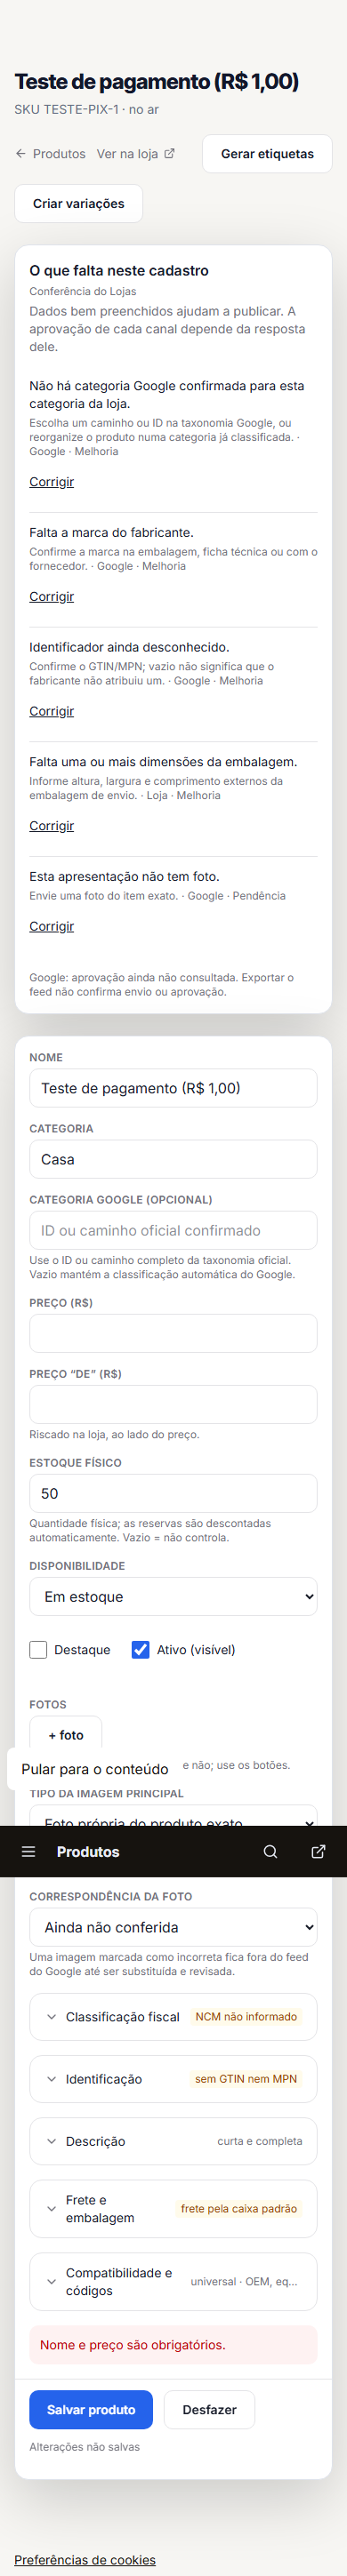 Teste de pagamento (R$ 1,00)
SKU TESTE-PIX-1 · no ar
Produtos
Ver na loja
Gerar etiquetas
Criar variações
O que falta neste cadastro
Conferência do Lojas
Dados bem preenchidos ajudam a publicar. A
aprovação de cada canal depende da resposta
dele.
Não há categoria Google confirmada para esta
categoria da loja.
Escolha um caminho ou ID na taxonomia Google, ou
reorganize o produto numa categoria já classificada. ·
Google · Melhoria
Corrigir
Falta a marca do fabricante.
Confirme a marca na embalagem, ficha técnica ou com o
fornecedor. · Google · Melhoria
Corrigir
Identificador ainda desconhecido.
Confirme o GTIN/MPN; vazio não significa que o
fabricante não atribuiu um. · Google · Melhoria
Corrigir
Falta uma ou mais dimensões da embalagem.
Informe altura, largura e comprimento externos da
embalagem de envio. · Loja · Melhoria
Corrigir
Esta apresentação não tem foto.
Envie uma foto do item exato. · Google · Pendência
Corrigir
Google: aprovação ainda não consultada. Exportar o
feed não confirma envio ou aprovação.
NOME
Teste de pagamento (R$ 1,00)
CATEGORIA
Casa
CATEGORIA GOOGLE (OPCIONAL)
ID ou caminho oficial confirmado
Use o ID ou caminho completo da taxonomia oficial.
Vazio mantém a classificação automática do Google.
PREÇO (R$)
PREÇO “DE” (R$)
Riscado na loja, ao lado do preço.
ESTOQUE FÍSICO
50
Quantidade física; as reservas são descontadas
automaticamente. Vazio = não controla.
DISPONIBILIDADE
Em estoque
Destaque
Ativo (visível)
FOTOS
+ foto
Pular para o conteúdo
e não; use os botões.
TIPO DA IMAGEM PRINCIPAL
Foto própria do produto exato
Produtos
CORRESPONDÊNCIA DA FOTO
Ainda não conferida
Uma imagem marcada como incorreta fica fora do feed
do Google até ser substituída e revisada.
Classificação fiscal
NCM não informado
Identificação
sem GTIN nem MPN
Descrição
curta e completa
Frete e
embalagem
frete pela caixa padrão
Compatibilidade e
códigos
universal · OEM, eq...
Nome e preço são obrigatórios.
Salvar produto
Desfazer
Alterações não salvas
Preferências de cookies